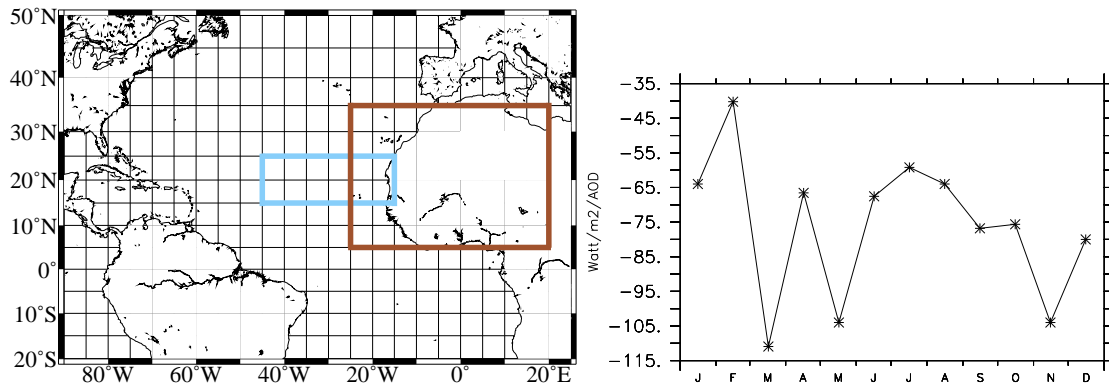 50°N
40°N
30°N
20°N
10°N
0°
10°S
20°S
80°W 60°W 40°W 20°W 0° 20°E
Watt/m2/AOD
-35.
-45.
-55.
-65.
-75.
-85.
-95.
-105.
-115.
J F M A M J J A S O N D